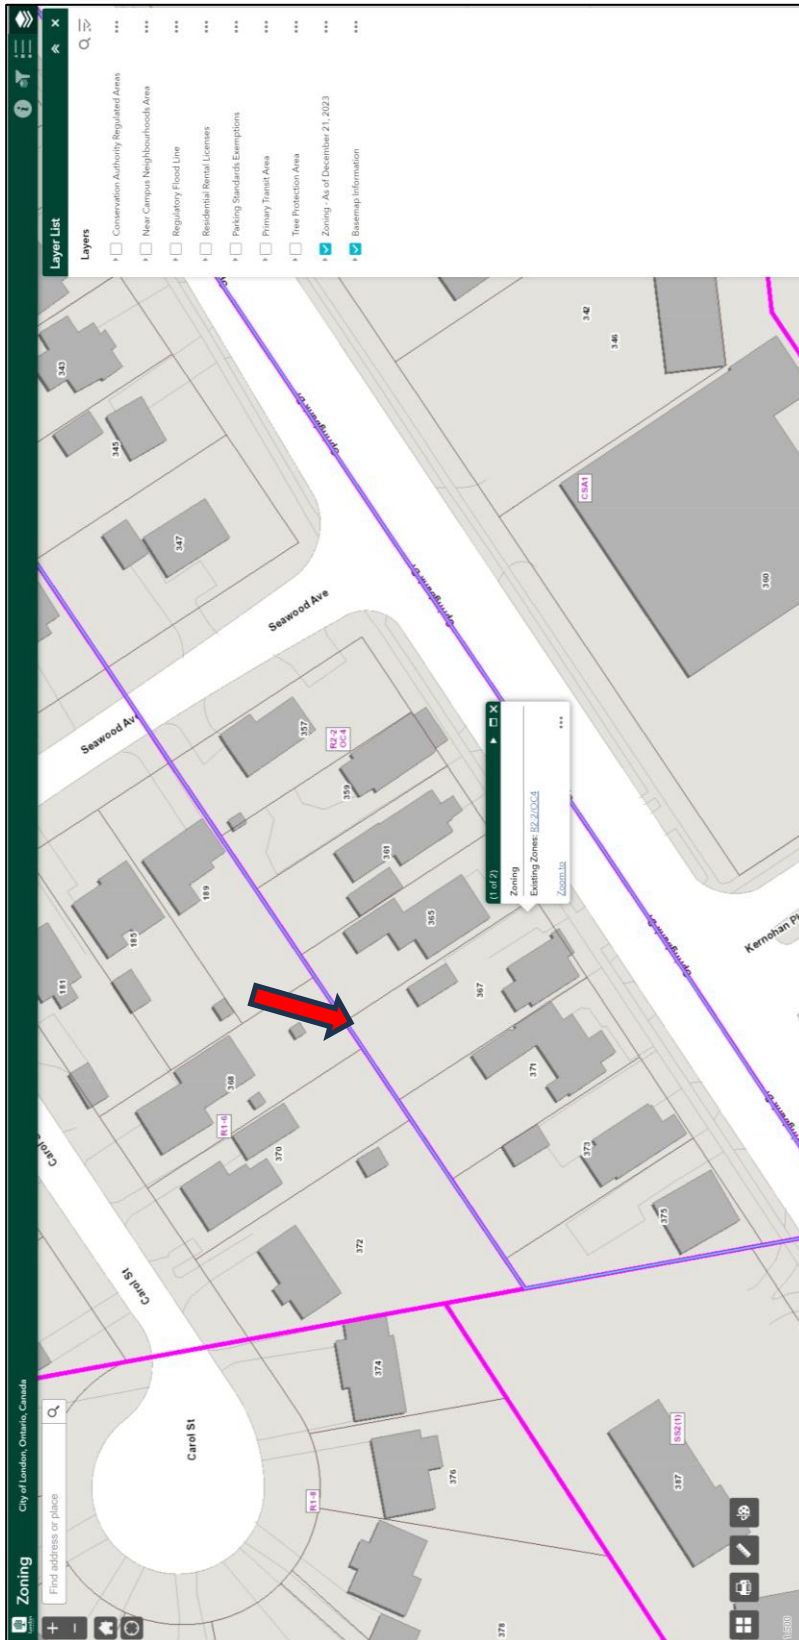 London
Zoning
City of London, Ontario, Canada
Find address or place
Layer List
Layers
Conservation Authority Regulated Areas
Near Campus Neighbourhoods Area
Regulatory Flood Line
Residential Rental Licenses
Parking Standards Exemptions
Primary Transit Area
Tree Protection Area
Zoning - As of December 21, 2023
Basemap Information
(1 of 2)
Zoning
Existing Zones: R2-2/OC4
Zoom to
Carol St
Carol St
Seawood Ave
Seawood Ave
Springbank Dr
Springbank Dr
Springbank Dr
Kernohan
181
185
189
343
345
347
357
R2-2
OC4
359
361
365
367
368
R1-6
370
371
372
373
375
374
376
378
R1-8
387
SS2(1)
342
346
CSA1
360